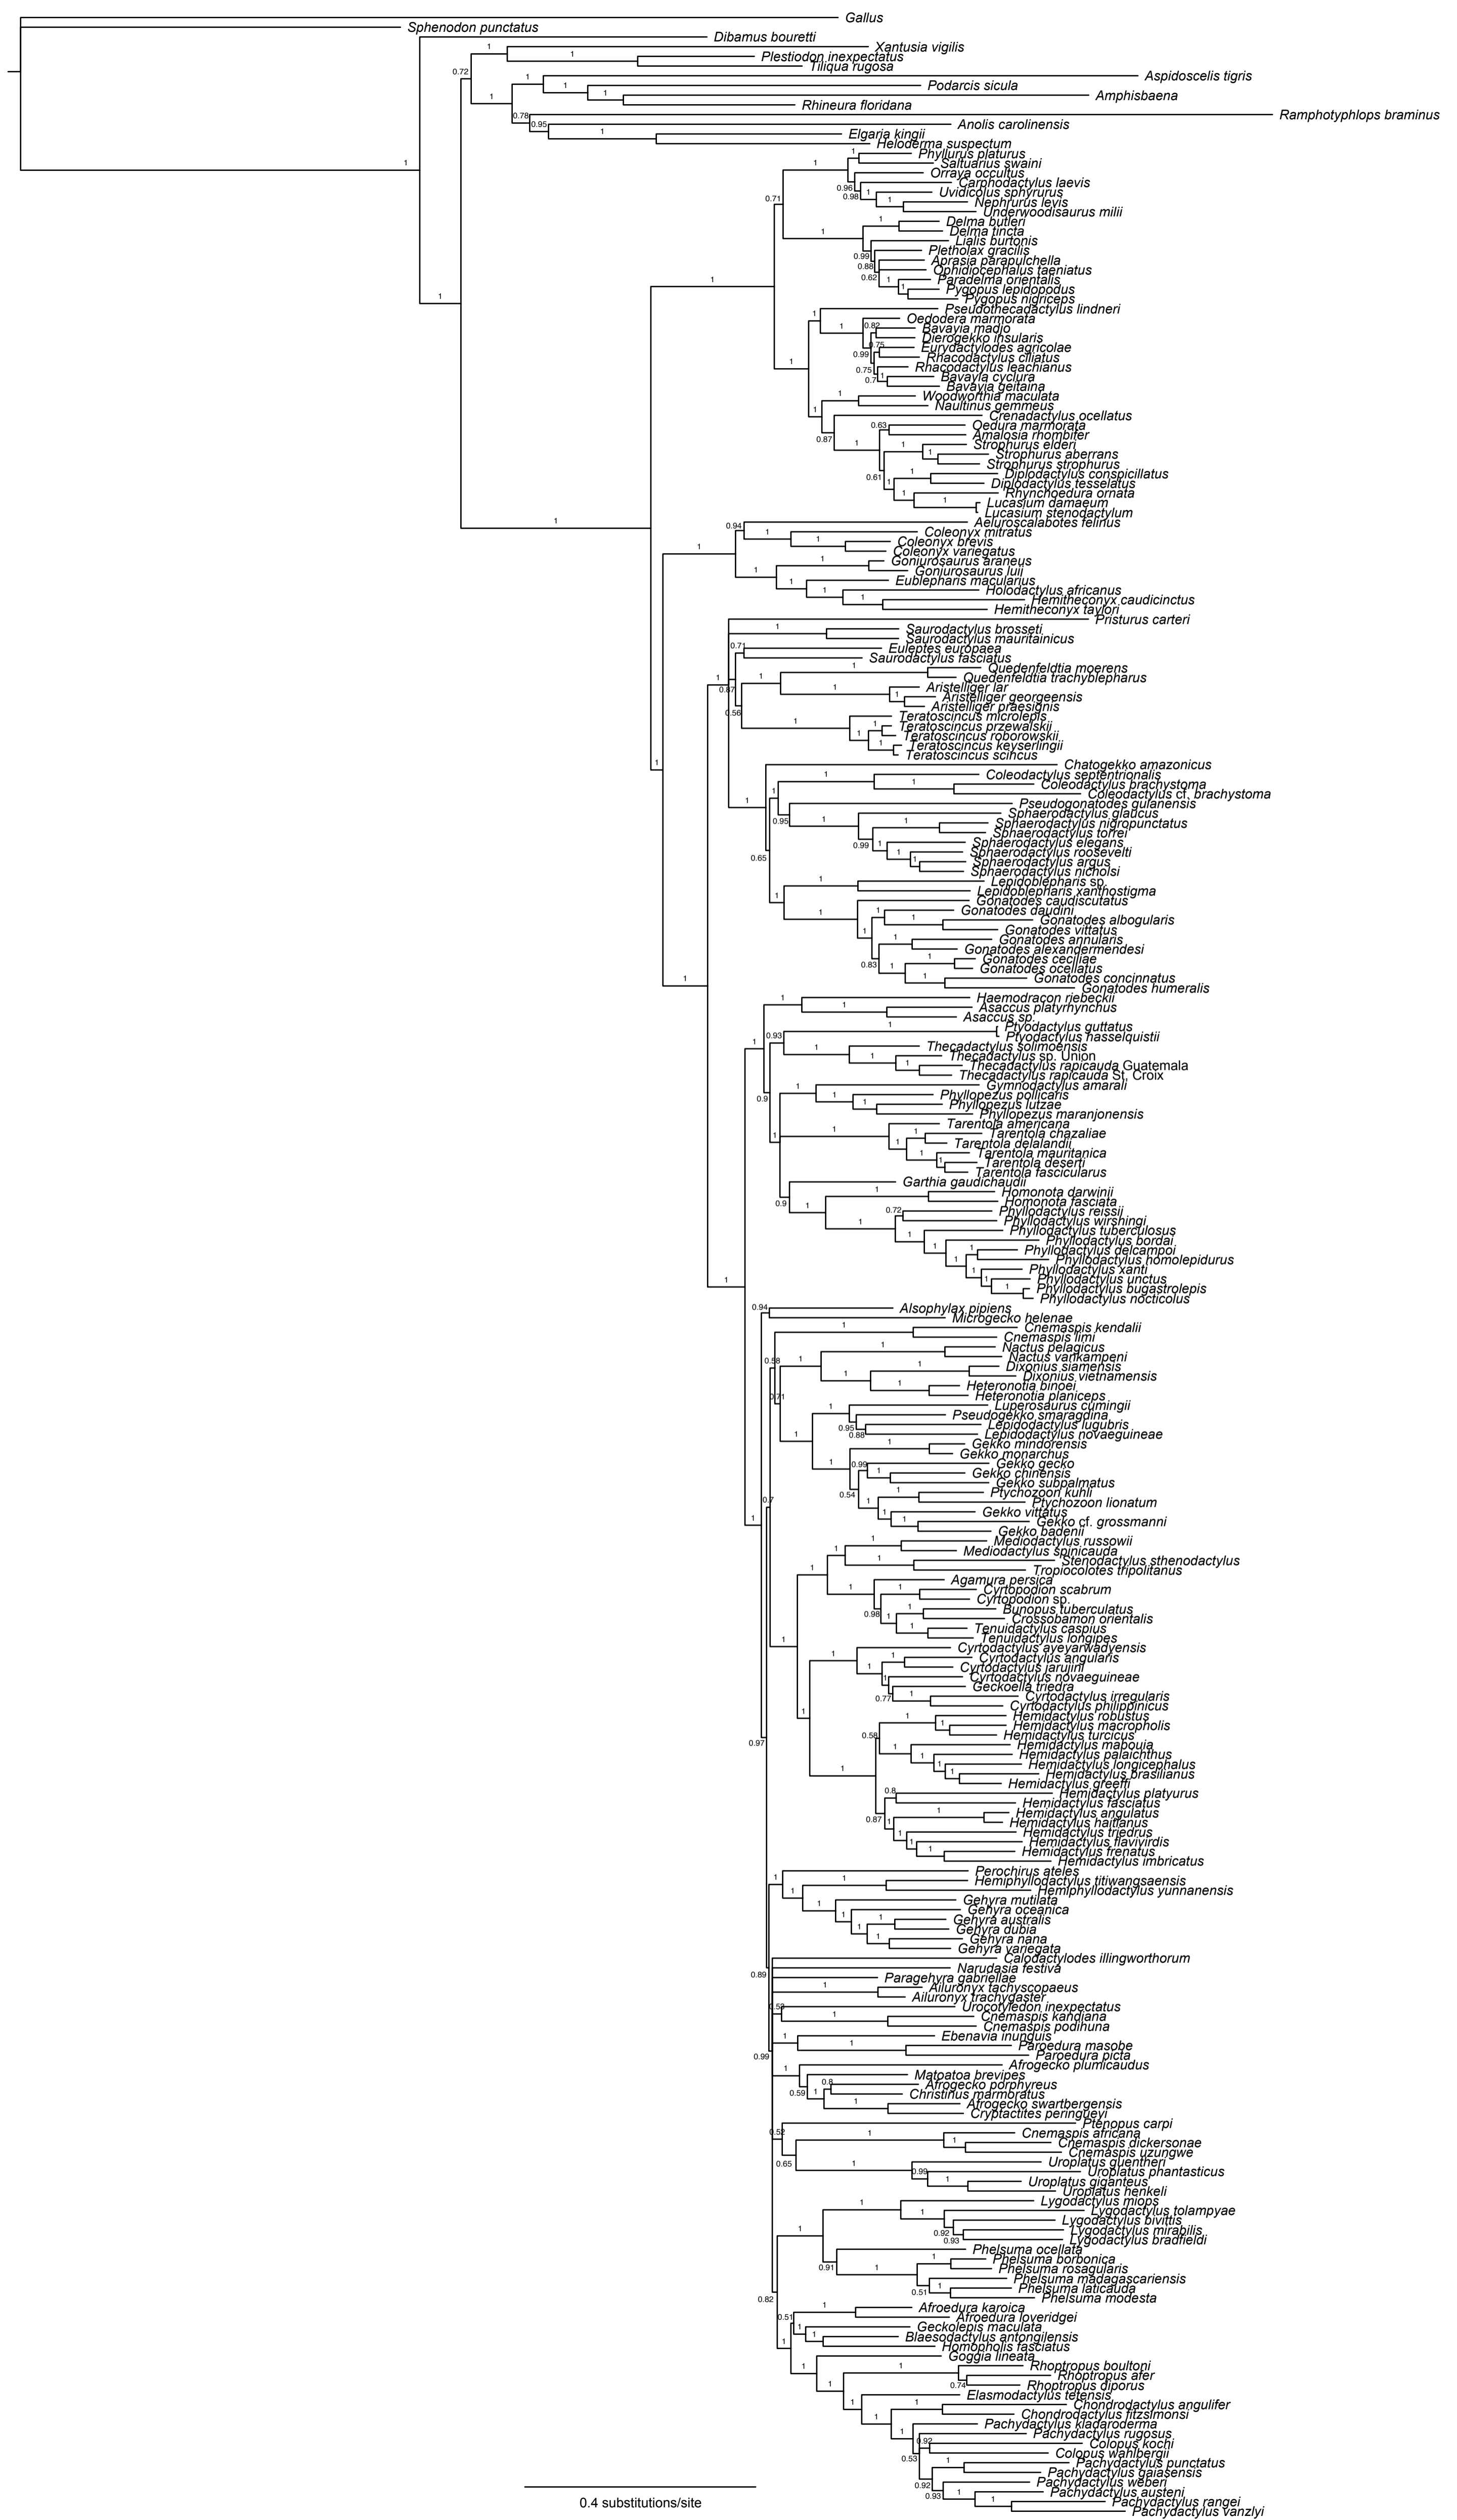 Gallus
Sphenodon punctatus
Dibamus bouretti
Xantusia vigilis
Plestiodon inexpectatus
Tiliqua rugosa
Aspidoscelis tigris
Podarcis sicula
Amphisbaena
Rhineura floridana
Ramphotyphlops braminus
Anolis carolinensis
Elgaria kingii
Heloderma suspectum
Phyllurus platurus
Saltuarius swaini
Orraya occultus
Carphodactylus laevis
Uvidicolus sphyrurus
Nephrurus levis
Underwoodisaurus milii
Delma butleri
Delma tincta
Lialis burtonis
Pletholax gracilis
Aprasia parapulchella
Ophidiocephalus taeniatus
Paradelma orientalis
Pygopus lepidopodus
Pygopus nigriceps
Pseudothecadactylus lindneri
Oedodera marmorata
Bavayia madjo
Dierogekko insularis
Eurydactylodes agricolae
Rhacodactylus ciliatus
Rhacodactylus leachianus
Bavayia cyclura
Bavayia geitaina
Woodworthia maculata
Naultinus gemmeus
Crenadactylus ocellatus
Oedura marmorata
Amalosia rhombifer
Strophurus elderi
Strophurus aberrans
Strophurus strophurus
Diplodactylus conspicillatus
Diplodactylus tesselatus
Rhynchoedura ornata
Lucasium damaeum
Lucasium stenodactylum
Aeluroscalabotes felinus
Coleonyx mitratus
Coleonyx brevis
Coleonyx variegatus
Goniurosaurus araneus
Goniurosaurus luii
Eublepharis macularius
Holodactylus africanus
Hemitheconyx caudicinctus
Hemitheconyx taylori
Pristurus carteri
Saurodactylus brosseti
Saurodactylus mauritainicus
Euleptes europaea
Saurodactylus fasciatus
Quedenfeldtia moerens
Quedenfeldtia trachyblepharus
Aristelliger lar
Aristelliger georgeensis
Aristelliger praesignis
Teratoscincus microlepis
Teratoscincus przewalskii
Teratoscincus roborowskii
Teratoscincus keyserlingii
Teratoscincus scincus
Chatogekko amazonicus
Coleodactylus septentrionalis
Coleodactylus brachystoma
Coleodactylus cf. brachystoma
Pseudogonatodes guianensis
Sphaerodactylus glaucus
Sphaerodactylus nigropunctatus
Sphaerodactylus torrei
Sphaerodactylus elegans
Sphaerodactylus roosevelti
Sphaerodactylus argus
Sphaerodactylus nicholsi
Lepidoblepharis sp.
Lepidoblepharis xanthostigma
Gonatodes caudiscutatus
Gonatodes daudini
Gonatodes albogularis
Gonatodes vittatus
Gonatodes annularis
Gonatodes alexandermendesi
Gonatodes ceciliae
Gonatodes ocellatus
Gonatodes concinnatus
Gonatodes humeralis
Haemodracon riebeckii
Asaccus platyrhynchus
Asaccus sp.
Ptyodactylus guttatus
Ptyodactylus hasselquistii
Thecadactylus solimoensis
Thecadactylus sp. Union
Thecadactylus rapicauda Guatemala
Thecadactylus rapicauda St. Croix
Gymnodactylus amarali
Phyllopezus pollicaris
Phyllopezus lutzae
Phyllopezus maranjonensis
Tarentola americana
Tarentola chazaliae
Tarentola delalandii
Tarentola mauritanica
Tarentola deserti
Tarentola fascicularus
Garthia gaudichaudii
Homonota darwinii
Homonota fasciata
Phyllodactylus reissii
Phyllodactylus wirshingi
Phyllodactylus tuberculosus
Phyllodactylus bordai
Phyllodactylus delcampoi
Phyllodactylus homolepidurus
Phyllodactylus xanti
Phyllodactylus unctus
Phyllodactylus bugastrolepis
Phyllodactylus nocticolus
Alsophylax pipiens
Microgecko helenae
Cnemaspis kendalii
Cnemaspis limi
Nactus pelagicus
Nactus vankampeni
Dixonius siamensis
Dixonius vietnamensis
Heteronotia binoei
Heteronotia planiceps
Luperosaurus cumingii
Pseudogekko smaragdina
Lepidodactylus lugubris
Lepidodactylus novaeguineae
Gekko mindorensis
Gekko monarchus
Gekko gecko
Gekko chinensis
Gekko subpalmatus
Ptychozoon kuhli
Ptychozoon lionatum
Gekko vittatus
Gekko cf. grossmanni
Gekko badenii
Mediodactylus russowii
Mediodactylus spinicauda
Stenodactylus sthenodactylus
Tropiocolotes tripolitanus
Agamura persica
Cyrtopodion scabrum
Cyrtopodion sp.
Bunopus tuberculatus
Crossobamon orientalis
Tenuidactylus caspius
Tenuidactylus longipes
Cyrtodactylus ayeyarwadyensis
Cyrtodactylus angularis
Cyrtodactylus jarujini
Cyrtodactylus novaeguineae
Geckoella triedra
Cyrtodactylus irregularis
Cyrtodactylus philippinicus
Hemidactylus robustus
Hemidactylus macropholis
Hemidactylus turcicus
Hemidactylus mabouia
Hemidactylus palaichthus
Hemidactylus longicephalus
Hemidactylus brasilianus
Hemidactylus greeffi
Hemidactylus platyurus
Hemidactylus fasciatus
Hemidactylus angulatus
Hemidactylus haitianus
Hemidactylus triedrus
Hemidactylus flavivirdis
Hemidactylus frenatus
Hemidactylus imbricatus
Perochirus ateles
Hemiphyllodactylus titiwangsaensis
Hemiphyllodactylus yunnanensis
Gehyra mutilata
Gehyra oceanica
Gehyra australis
Gehyra dubia
Gehyra nana
Gehyra variegata
Calodactylodes illingworthorum
Narudasia festiva
Paragehyra gabriellae
Ailuronyx tachyscopaeus
Ailuronyx trachygaster
Urocotyledon inexpectatus
Cnemaspis kandiana
Cnemaspis podihuna
Ebenavia inunguis
Paroedura masobe
Paroedura picta
Afrogecko plumicaudus
Matoatoa brevipes
Afrogecko porphyreus
Christinus marmoratus
Afrogecko swartbergensis
Cryptactites peringueyi
Ptenopus carpi
Cnemaspis africana
Cnemaspis dickersonae
Cnemaspis uzungwe
Uroplatus guentheri
Uroplatus phantasticus
Uroplatus giganteus
Uroplatus henkeli
Lygodactylus miops
Lygodactylus tolampyae
Lygodactylus bivittis
Lygodactylus mirabilis
Lygodactylus bradfieldi
Phelsuma ocellata
Phelsuma borbonica
Phelsuma rosagularis
Phelsuma madagascariensis
Phelsuma laticauda
Phelsuma modesta
Afroedura karoica
Afroedura loveridgei
Geckolepis maculata
Blaesodactylus antongilensis
Homopholis fasciatus
Goggia lineata
Rhoptropus boultoni
Rhoptropus afer
Rhoptropus diporus
Elasmodactylus tetensis
Chondrodactylus angulifer
Chondrodactylus fitzsimonsi
Pachydactylus kladaroderma
Pachydactylus rugosus
Colopus kochi
Colopus wahlbergii
Pachydactylus punctatus
Pachydactylus gaiasensis
Pachydactylus weberi
Pachydactylus austeni
Pachydactylus rangei
Pachydactylus vanzlyi
0.4 substitutions/site